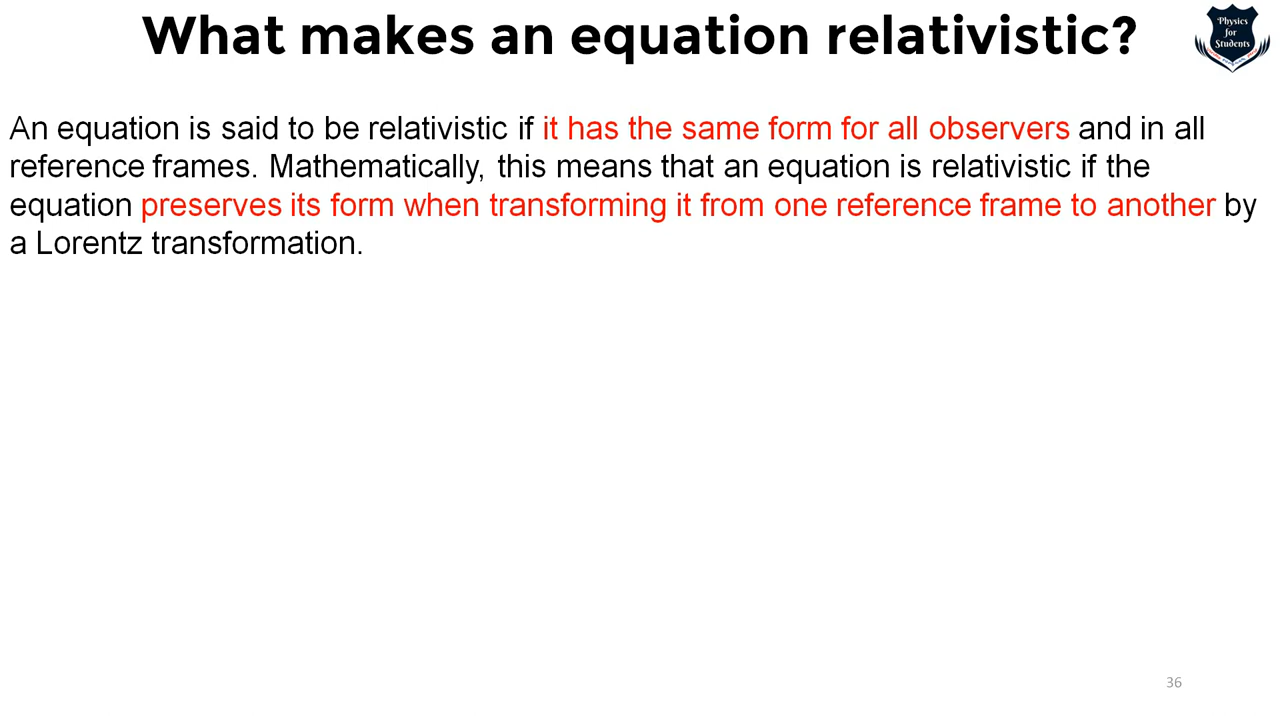 What makes an equation relativistic?
Physics
for
Students
An equation is said to be relativistic if it has the same form for all observers and in all
reference frames. Mathematically, this means that an equation is relativistic if the
equation preserves its form when transforming it from one reference frame to another by
a Lorentz transformation.
36